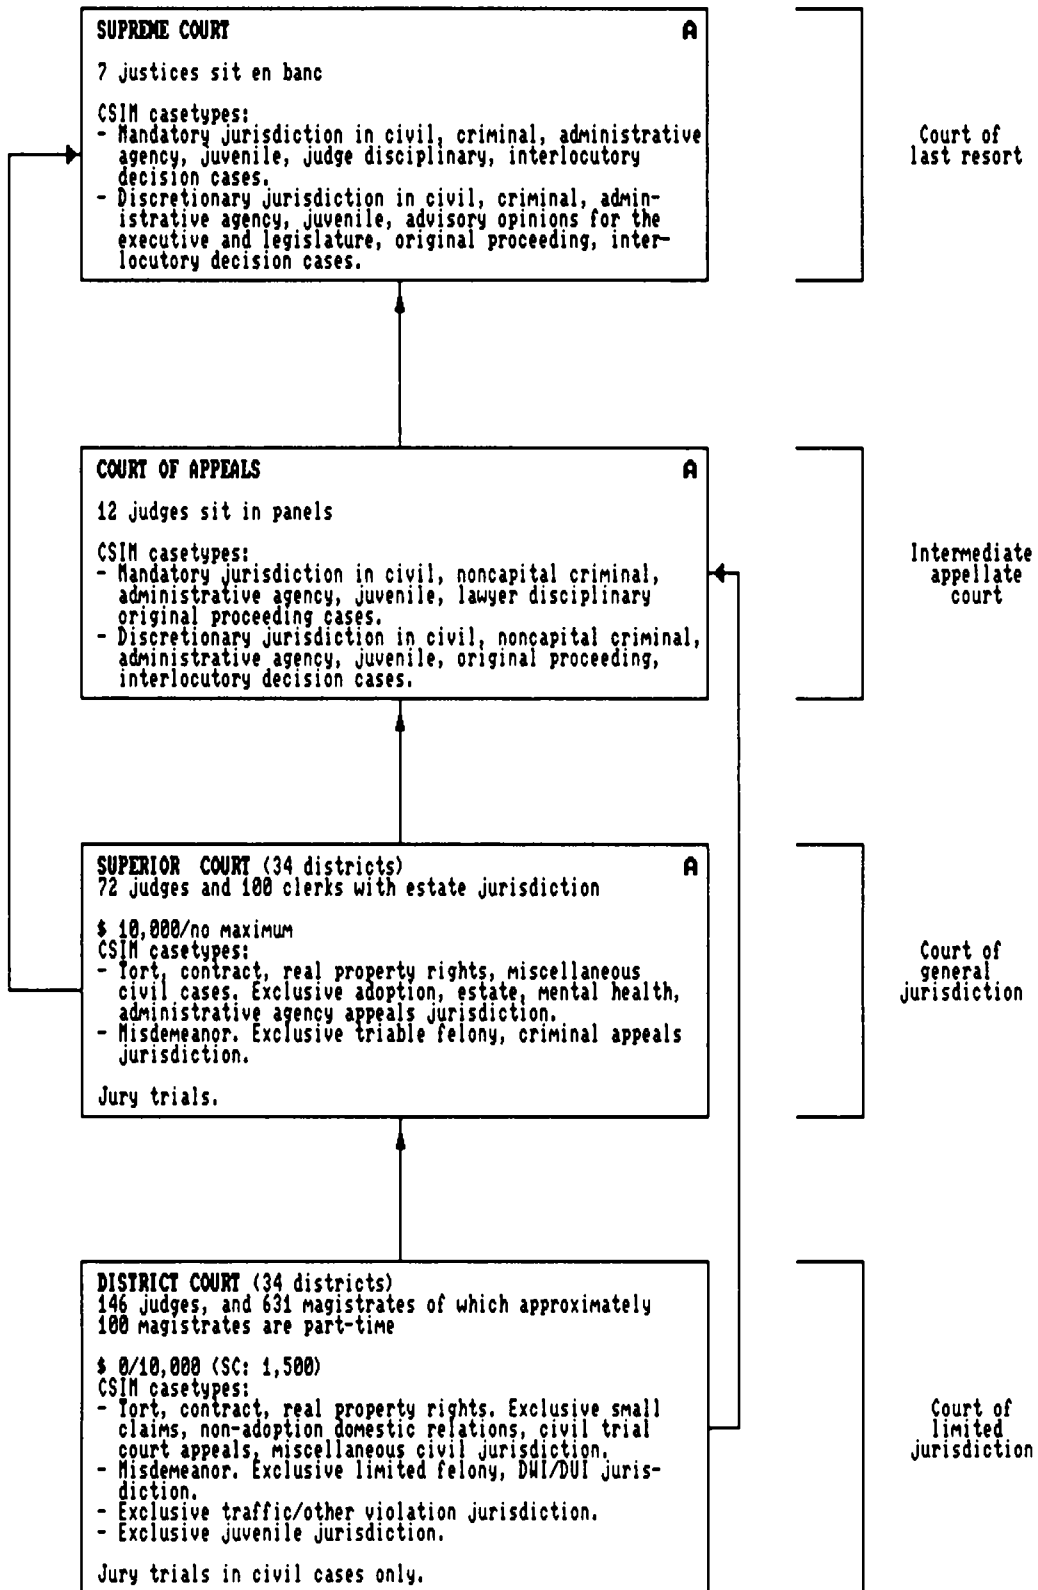 SUPREME COURT A
7 justices sit en banc
CSIM casetypes:
- Mandatory jurisdiction in civil, criminal, administrative
agency, juvenile, judge disciplinary, interlocutory
decision cases.
- Discretionary jurisdiction in civil, criminal, admin-
istrative agency, juvenile, advisory opinions for the
executive and legislature, original proceeding, inter-
locutory decision cases.
Court of
last resort
COURT OF APPEALS A
12 judges sit in panels
CSIM casetypes:
- Mandatory jurisdiction in civil, noncapital criminal,
administrative agency, juvenile, lawyer disciplinary
original proceeding cases.
- Discretionary jurisdiction in civil, noncapital criminal,
administrative agency, juvenile, original proceeding,
interlocutory decision cases.
Intermediate
appellate
court
SUPERIOR COURT (34 districts) A
72 judges and 100 clerks with estate jurisdiction
$ 10,000/no maximum
CSIM casetypes:
- Tort, contract, real property rights, miscellaneous
civil cases. Exclusive adoption, estate, mental health,
administrative agency appeals jurisdiction.
- Misdemeanor. Exclusive triable felony, criminal appeals
jurisdiction.
Jury trials.
Court of
general
jurisdiction
DISTRICT COURT (34 districts)
146 judges, and 631 magistrates of which approximately
100 magistrates are part-time
$ 0/10,000 (SC: 1,500)
CSIM casetypes:
- Tort, contract, real property rights. Exclusive small
claims, non-adoption domestic relations, civil trial
court appeals, miscellaneous civil jurisdiction.
- Misdemeanor. Exclusive limited felony, DWI/DUI juris-
diction.
- Exclusive traffic/other violation jurisdiction.
- Exclusive juvenile jurisdiction.
Jury trials in civil cases only.
Court of
limited
jurisdiction